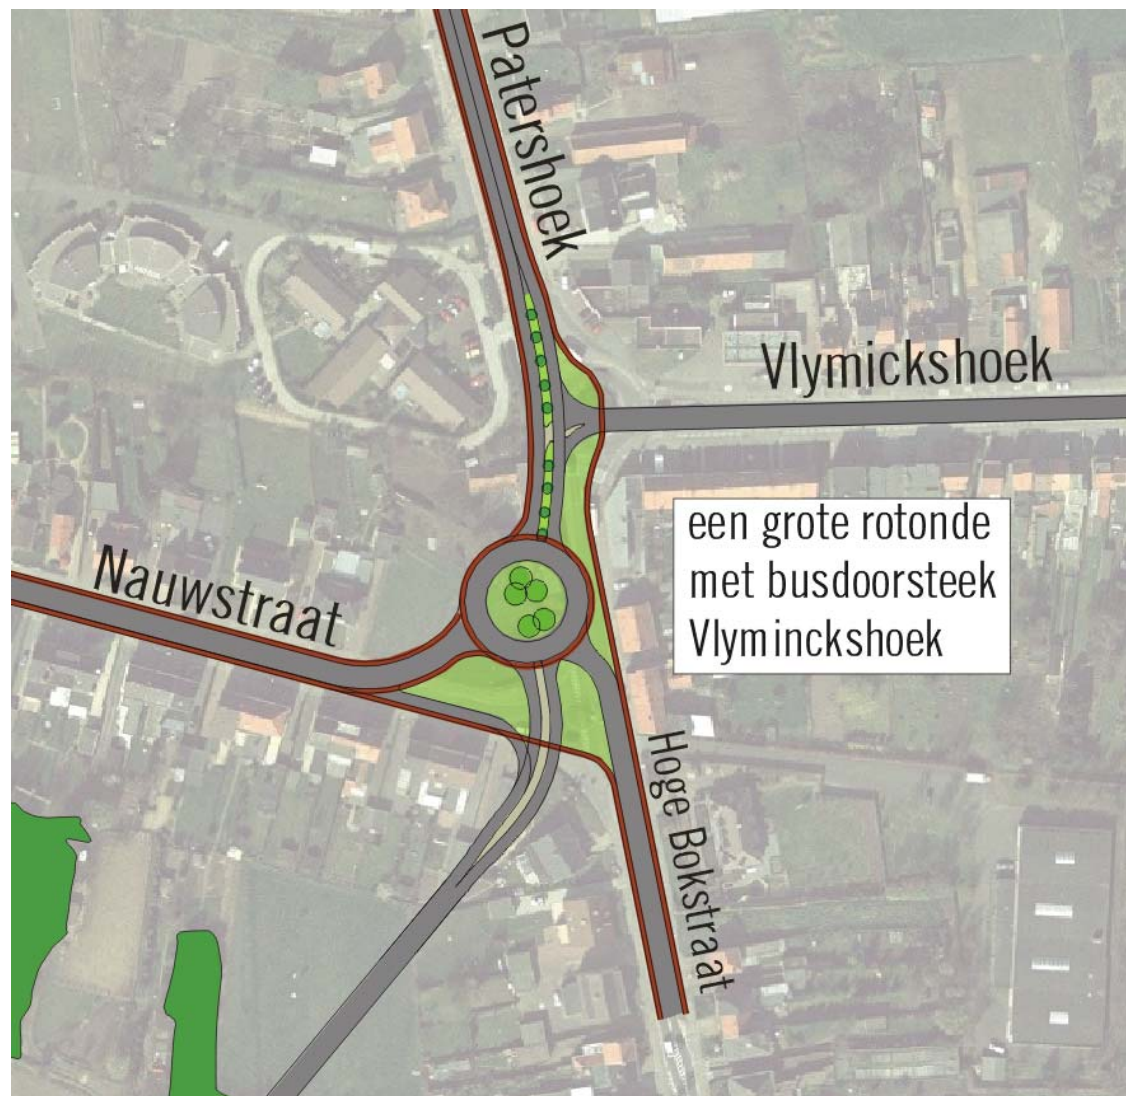 Patershoek
Vlymickshoek
een grote rotonde
met busdoorsteek
Vlyminckshoek
Nauwstraat
Hoge Bokstraat